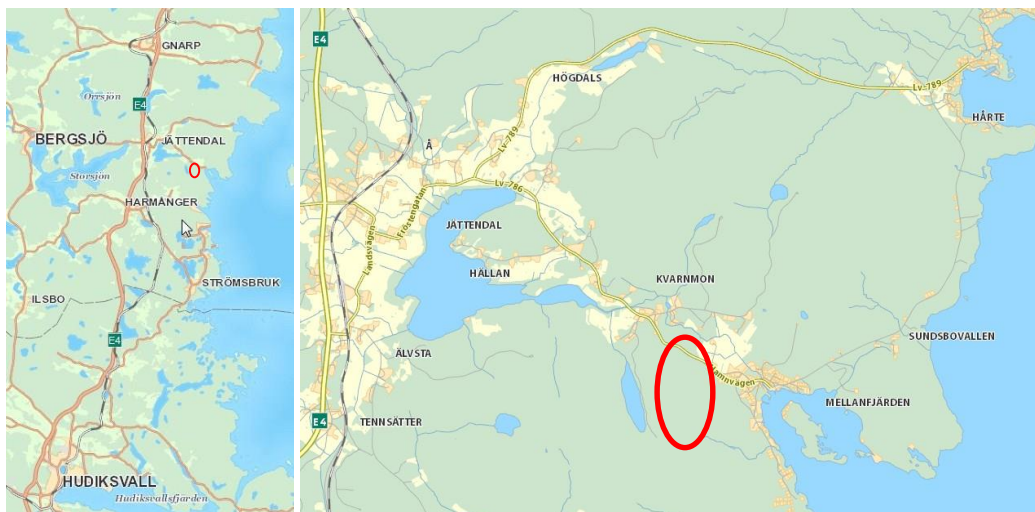 GNARP
Orrsjön
E4
BERGSJÖ
JÄTTENDAL
Storsjön
HARMÅNGER
STRÖMSBRUK
ILSBO
E4
HUDIKSVALL
Hudiksvallsfjärden
E4
HÖGDALS
Lv 789
HÅRTE
Å
Lv 789
Lv 786
Fröstengatan
JÄTTENDAL
Landsvägen
HALLAN
KVARNMON
SUNDSBOVALLEN
ÄLVSTA
Hamnvägen
MELLANFJÄRDEN
E4
TENNSÄTTER